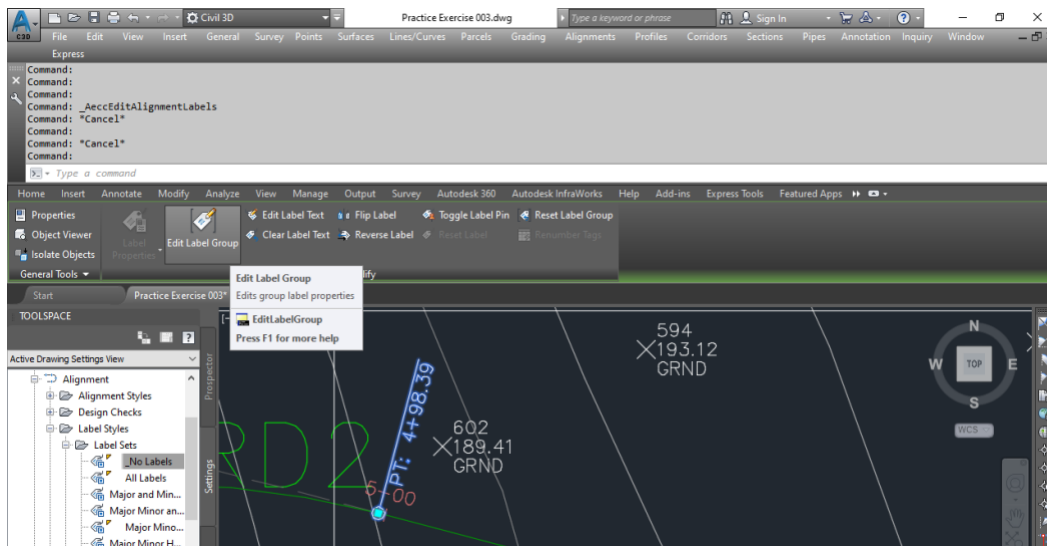 Civil 3D Practice Exercise 003.dwg Type a keyword or phrase Sign In
C3D File Edit View Insert General Survey Points Surfaces Lines/Curves Parcels Grading Alignments Profiles Corridors Sections Pipes Annotation Inquiry Window
Express
Command:
Command:
Command:
Command: _AeccEditAlignmentLabels
Command: *Cancel*
Command:
Command: *Cancel*
Command:
Type a command
Home Insert Annotate Modify Analyze View Manage Output Survey Autodesk 360 Autodesk InfraWorks Help Add-ins Express Tools Featured Apps
Properties Edit Label Text Flip Label Toggle Label Pin Reset Label Group
Object Viewer Label Properties Edit Label Group Clear Label Text Reverse Label Reset Label Renumber Tags
Isolate Objects
General Tools ify
Edit Label Group
Edits group label properties
EditLabelGroup
Press F1 for more help
Start Practice Exercise 003*
TOOLSPACE
Active Drawing Settings View
Alignment
Alignment Styles
Design Checks
Label Styles
Label Sets
_No Labels
All Labels
Major and Min...
Major Minor an...
Major Mino...
Major Minor H...
Prospector
Settings
RD 2
5+00
PT: 4+98.39
602
189.41
GRND
594
193.12
GRND
N
W TOP E
S
WCS